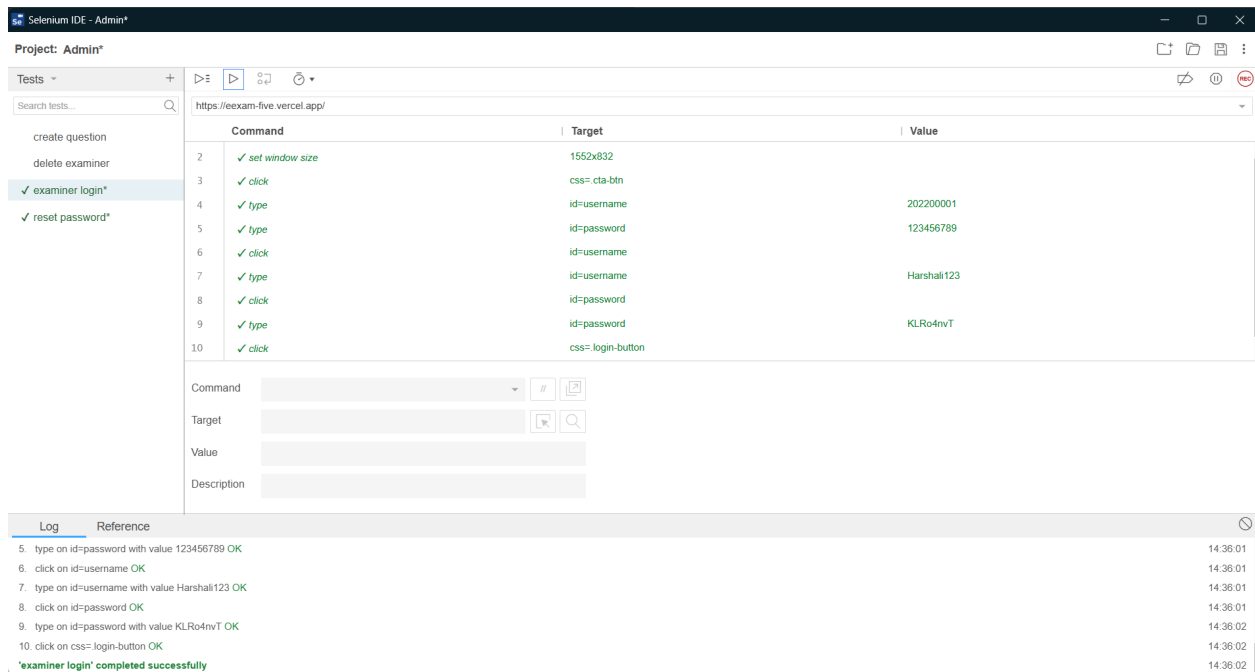 Selenium IDE - Admin*
Project: Admin*
Tests
Search tests...
create question
delete examiner
✓ examiner login*
✓ reset password*
REC
https://eexam-five.vercel.app/
Command Target Value
2 ✓ set window size 1552x832
3 ✓ click css=.cta-btn
4 ✓ type id=username 202200001
5 ✓ type id=password 123456789
6 ✓ click id=username
7 ✓ type id=username Harshali123
8 ✓ click id=password
9 ✓ type id=password KLRo4nvT
10 ✓ click css=.login-button
Command //
Target
Value
Description
Log Reference
5. type on id=password with value 123456789 OK 14:36:01
6. click on id=username OK 14:36:01
7. type on id=username with value Harshali123 OK 14:36:01
8. click on id=password OK 14:36:01
9. type on id=password with value KLRo4nvT OK 14:36:02
10. click on css=.login-button OK 14:36:02
'examiner login' completed successfully 14:36:02